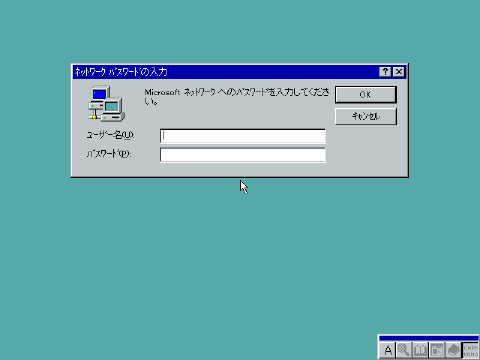 ネットワーク パスワードの入力
Microsoft ネットワークへのパスワードを入力してくださ
い。
OK
キャンセル
ユーザー名(U):
パスワード(P):
A
CAPS
KANA